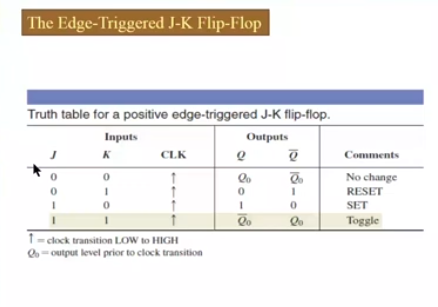 The Edge-Triggered J-K Flip-Flop
Truth table for a positive edge-triggered J-K flip-flop.
Inputs Outputs
J K CLK Q Q̅ Comments
0 0 ↑ Q₀ Q̅₀ No change
0 1 ↑ 0 1 RESET
1 0 ↑ 1 0 SET
1 1 ↑ Q̅₀ Q₀ Toggle
↑ = clock transition LOW to HIGH
Q₀ = output level prior to clock transition